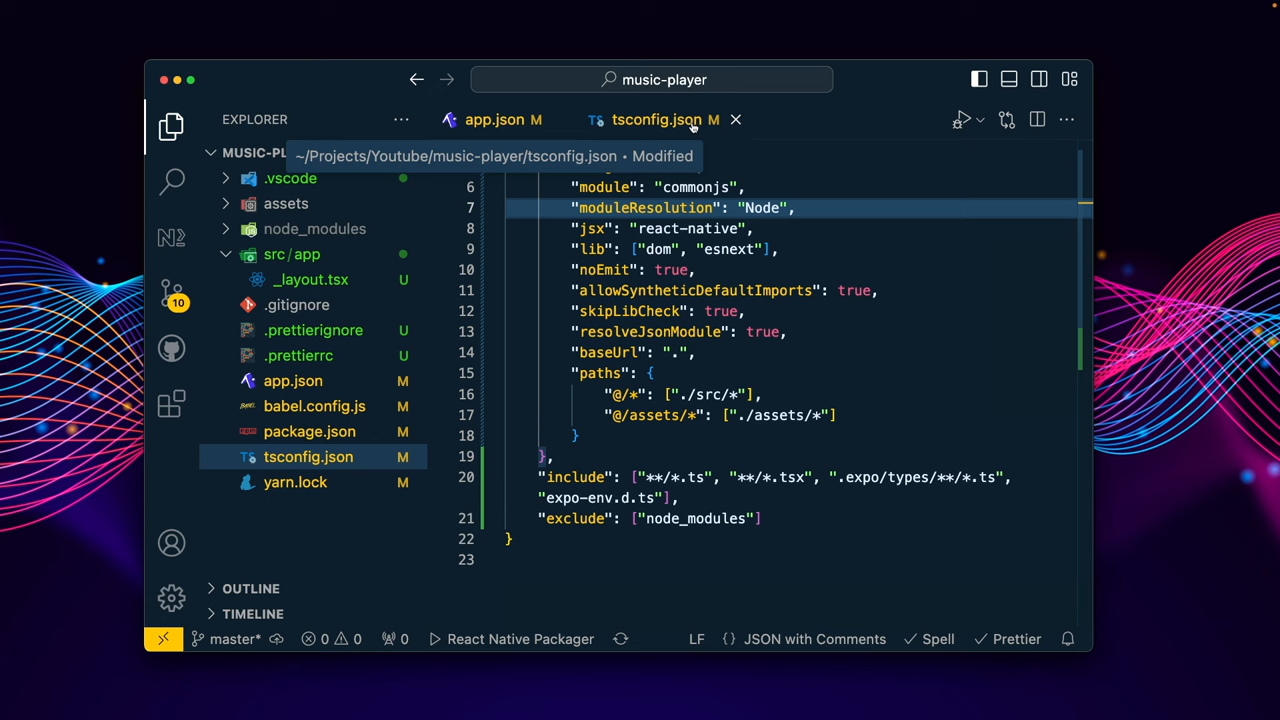 music-player
EXPLORER
app.json M
TS tsconfig.json M
MUSIC-PL
~/Projects/Youtube/music-player/tsconfig.json • Modified
.vscode
assets
node_modules
src/app
_layout.tsx U
.gitignore
.prettierignore U
.prettierrc U
app.json M
babel.config.js M
package.json M
TS tsconfig.json M
yarn.lock M
10
OUTLINE
TIMELINE
6 "module": "commonjs",
7 "moduleResolution": "Node",
8 "jsx": "react-native",
9 "lib": ["dom", "esnext"],
10 "noEmit": true,
11 "allowSyntheticDefaultImports": true,
12 "skipLibCheck": true,
13 "resolveJsonModule": true,
14 "baseUrl": ".",
15 "paths": {
16 "@/*": ["./src/*"],
17 "@/assets/*": ["./assets/*"]
18 }
19 },
20 "include": ["**/*.ts", "**/*.tsx", ".expo/types/**/*.ts",
"expo-env.d.ts"],
21 "exclude": ["node_modules"]
22 }
23
master* 0 0 0 React Native Packager LF {} JSON with Comments Spell Prettier